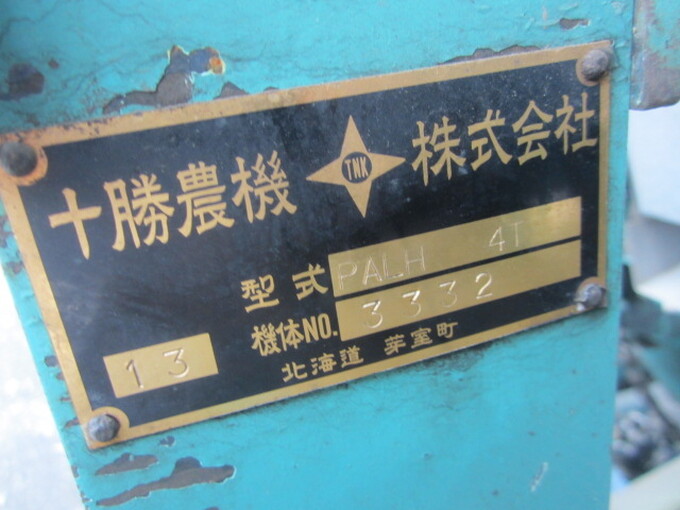 十勝農機 TNK 株式会社
型式 PALH 4T
機体NO. 3332
13
北海道 芽室町